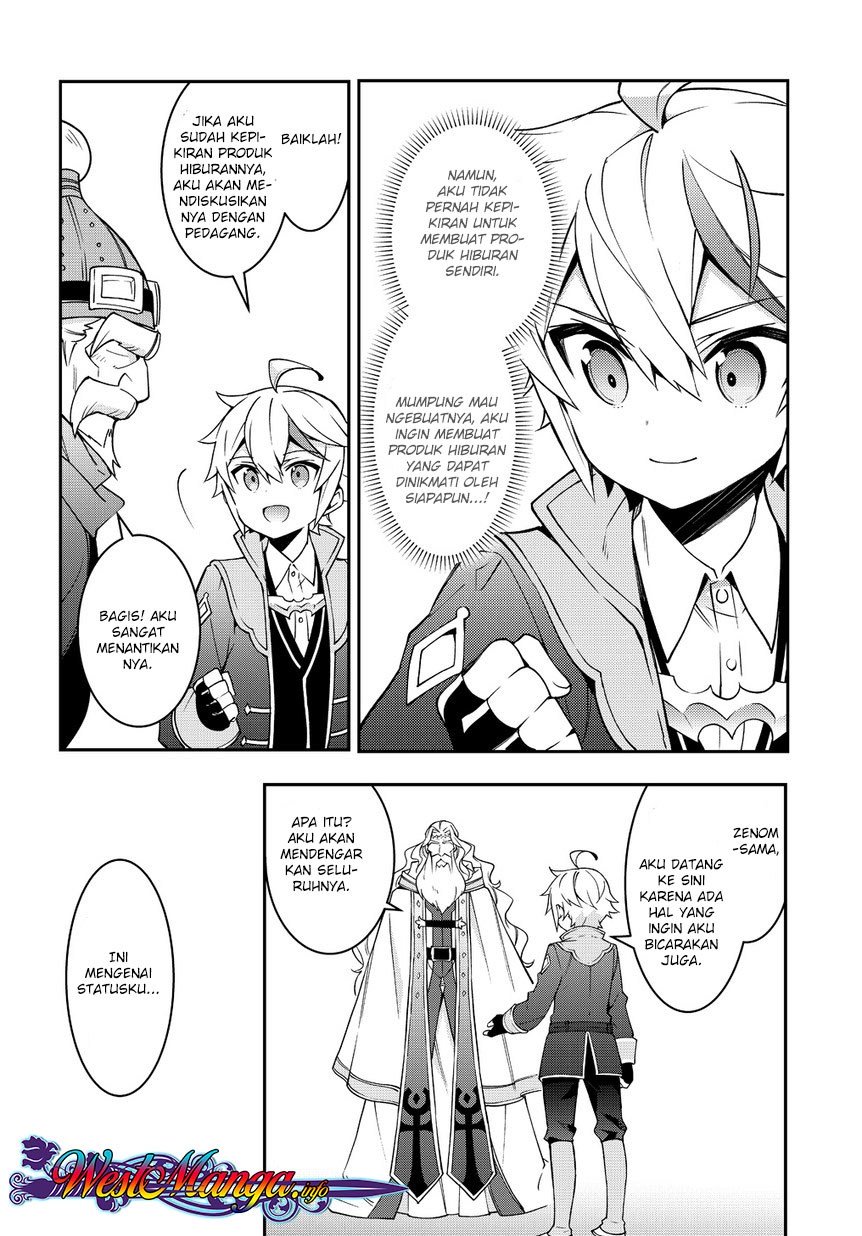 NAMUN,
AKU TIDAK
PERNAH KEPI-
KIRAN UNTUK
MEMBUAT PRO-
DUK HIBURAN
SENDIRI.
MUMPUNG MAU
NGEBUATNYA, AKU
INGIN MEMBUAT
PRODUK HIBURAN
YANG DAPAT
DINIKMATI OLEH
SIAPAPUN...!
BAIKLAH!
JIKA AKU
SUDAH KEPI-
KIRAN PRODUK
HIBURANNYA,
AKU AKAN ME-
NDISKUSIKAN
NYA DENGAN
PEDAGANG.
BAGIS! AKU
SANGAT
MENANTIKAN
NYA.
ZENOM
-SAMA,
AKU DATANG
KE SINI
KARENA ADA
HAL YANG
INGIN AKU
BICARAKAN
JUGA.
APA ITU?
AKU AKAN
MENDENGAR
KAN SELU-
RUHNYA.
INI
MENGENAI
STATUSKU...
WestManga.info